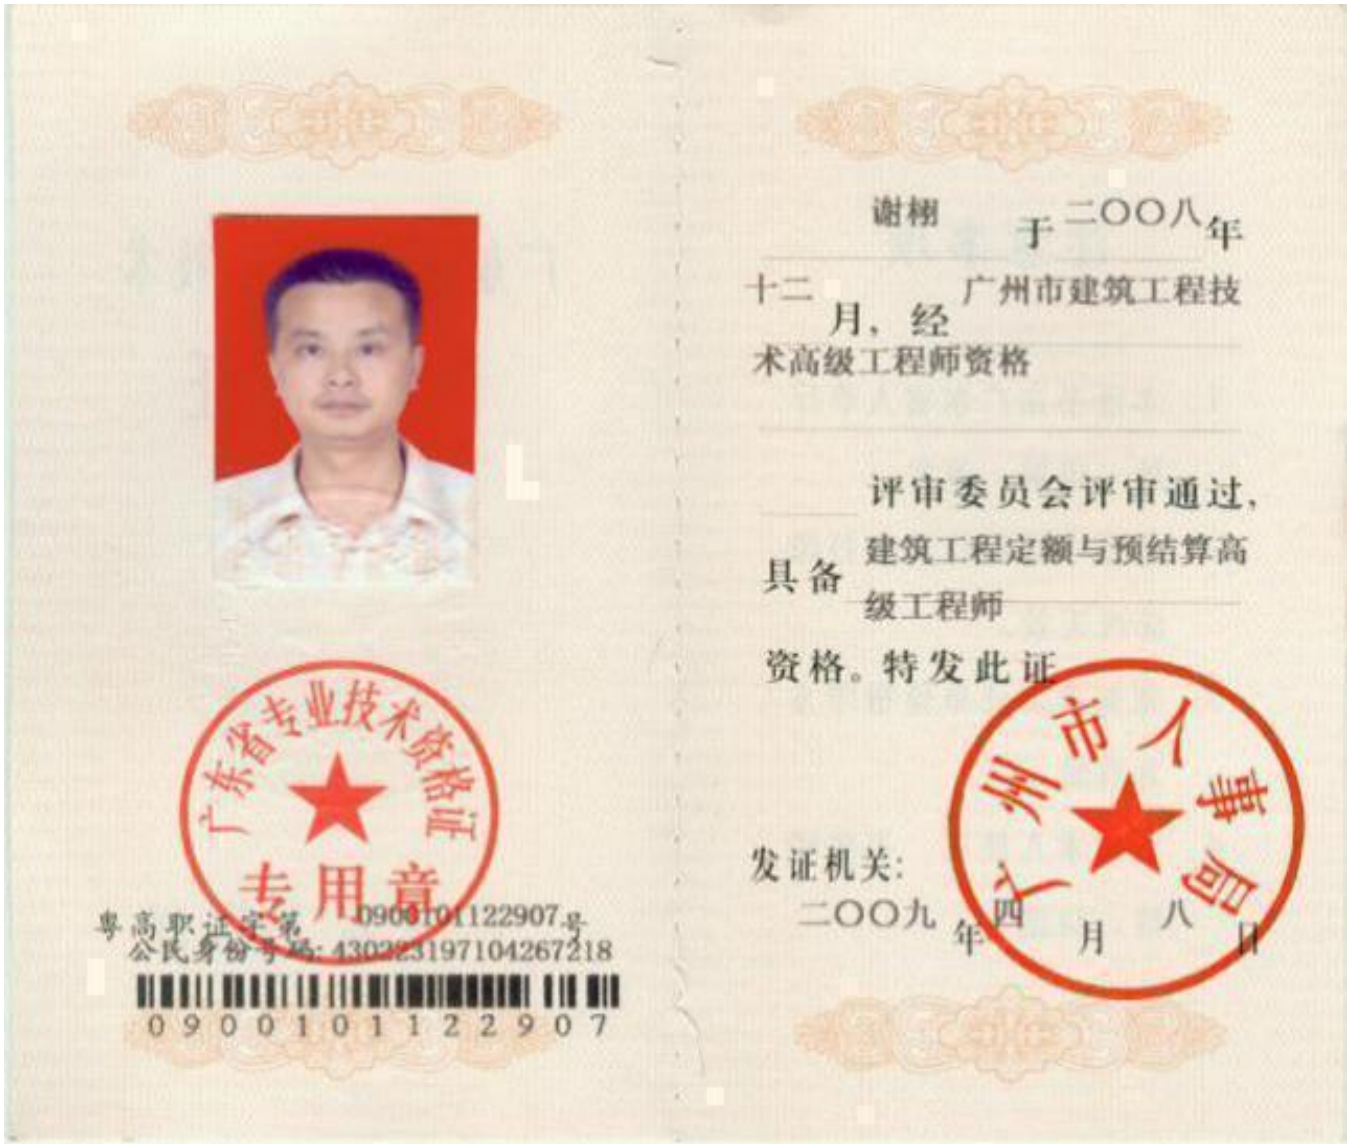 广东省专业技术资格证
专用章
粤高职证字第 0900101122907 号
公民身份号码: 430223197104267218
0900101122907
谢栩 于 二〇〇八 年
十二 月, 经 广州市建筑工程技
术高级工程师资格
评审委员会评审通过,
具备 建筑工程定额与预结算高
级工程师
资格。特发此证
广州市人事局
发证机关:
二〇〇九 年 四 月 八 日